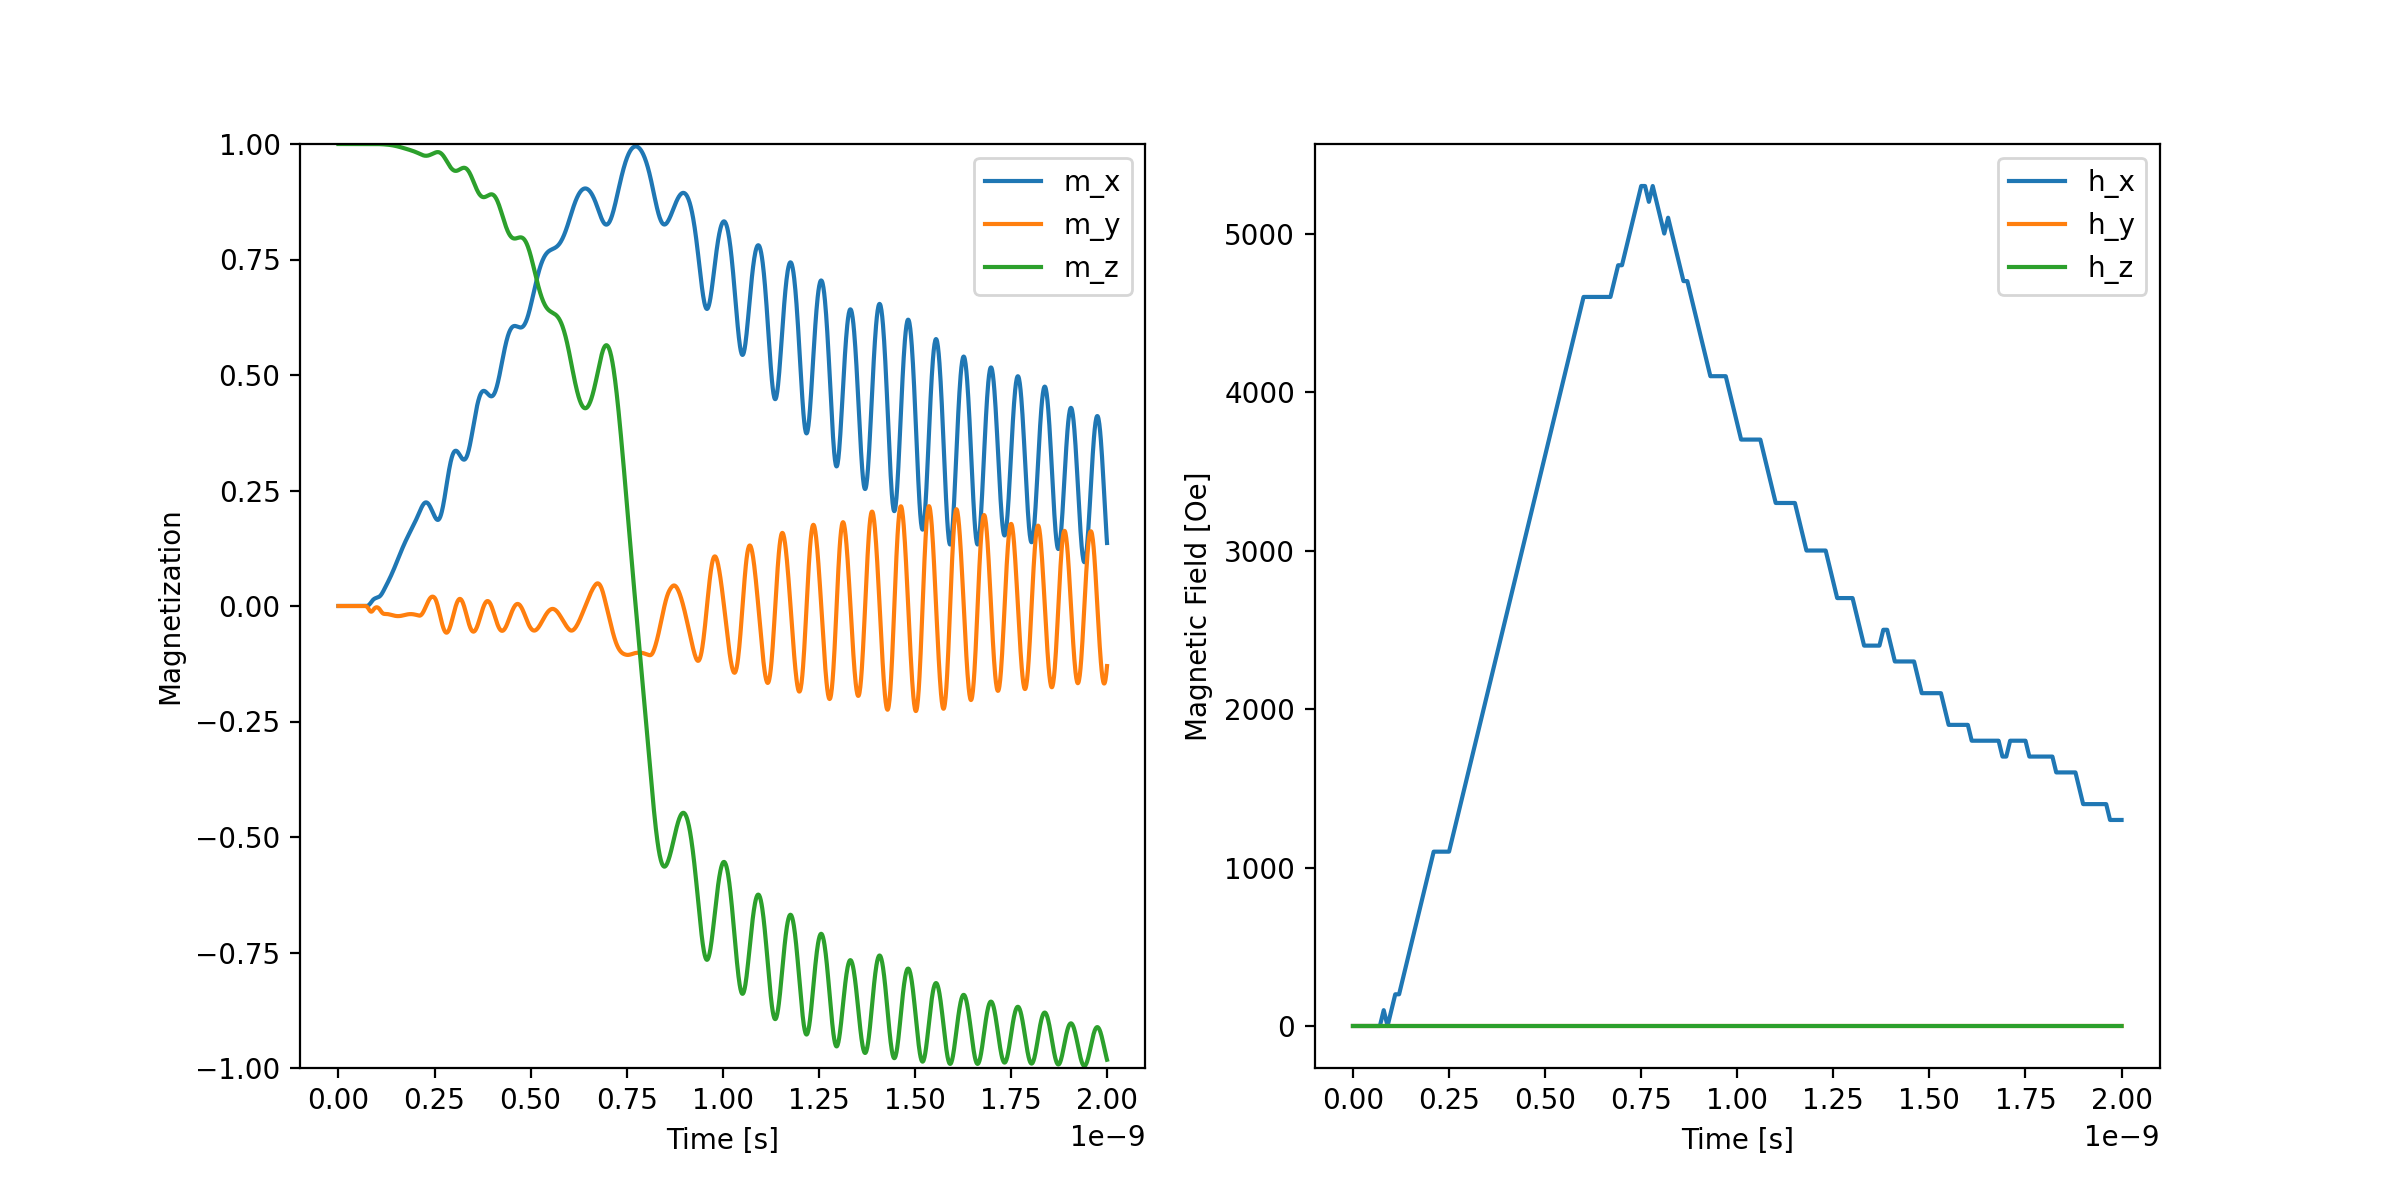 1.00
0.75
0.50
0.25
0.00
−0.25
−0.50
−0.75
−1.00
Magnetization
0.00 0.25 0.50 0.75 1.00 1.25 1.50 1.75 2.00
Time [s]
1e−9
m_x
m_y
m_z
5000
4000
3000
2000
1000
0
Magnetic Field [Oe]
0.00 0.25 0.50 0.75 1.00 1.25 1.50 1.75 2.00
Time [s]
1e−9
h_x
h_y
h_z